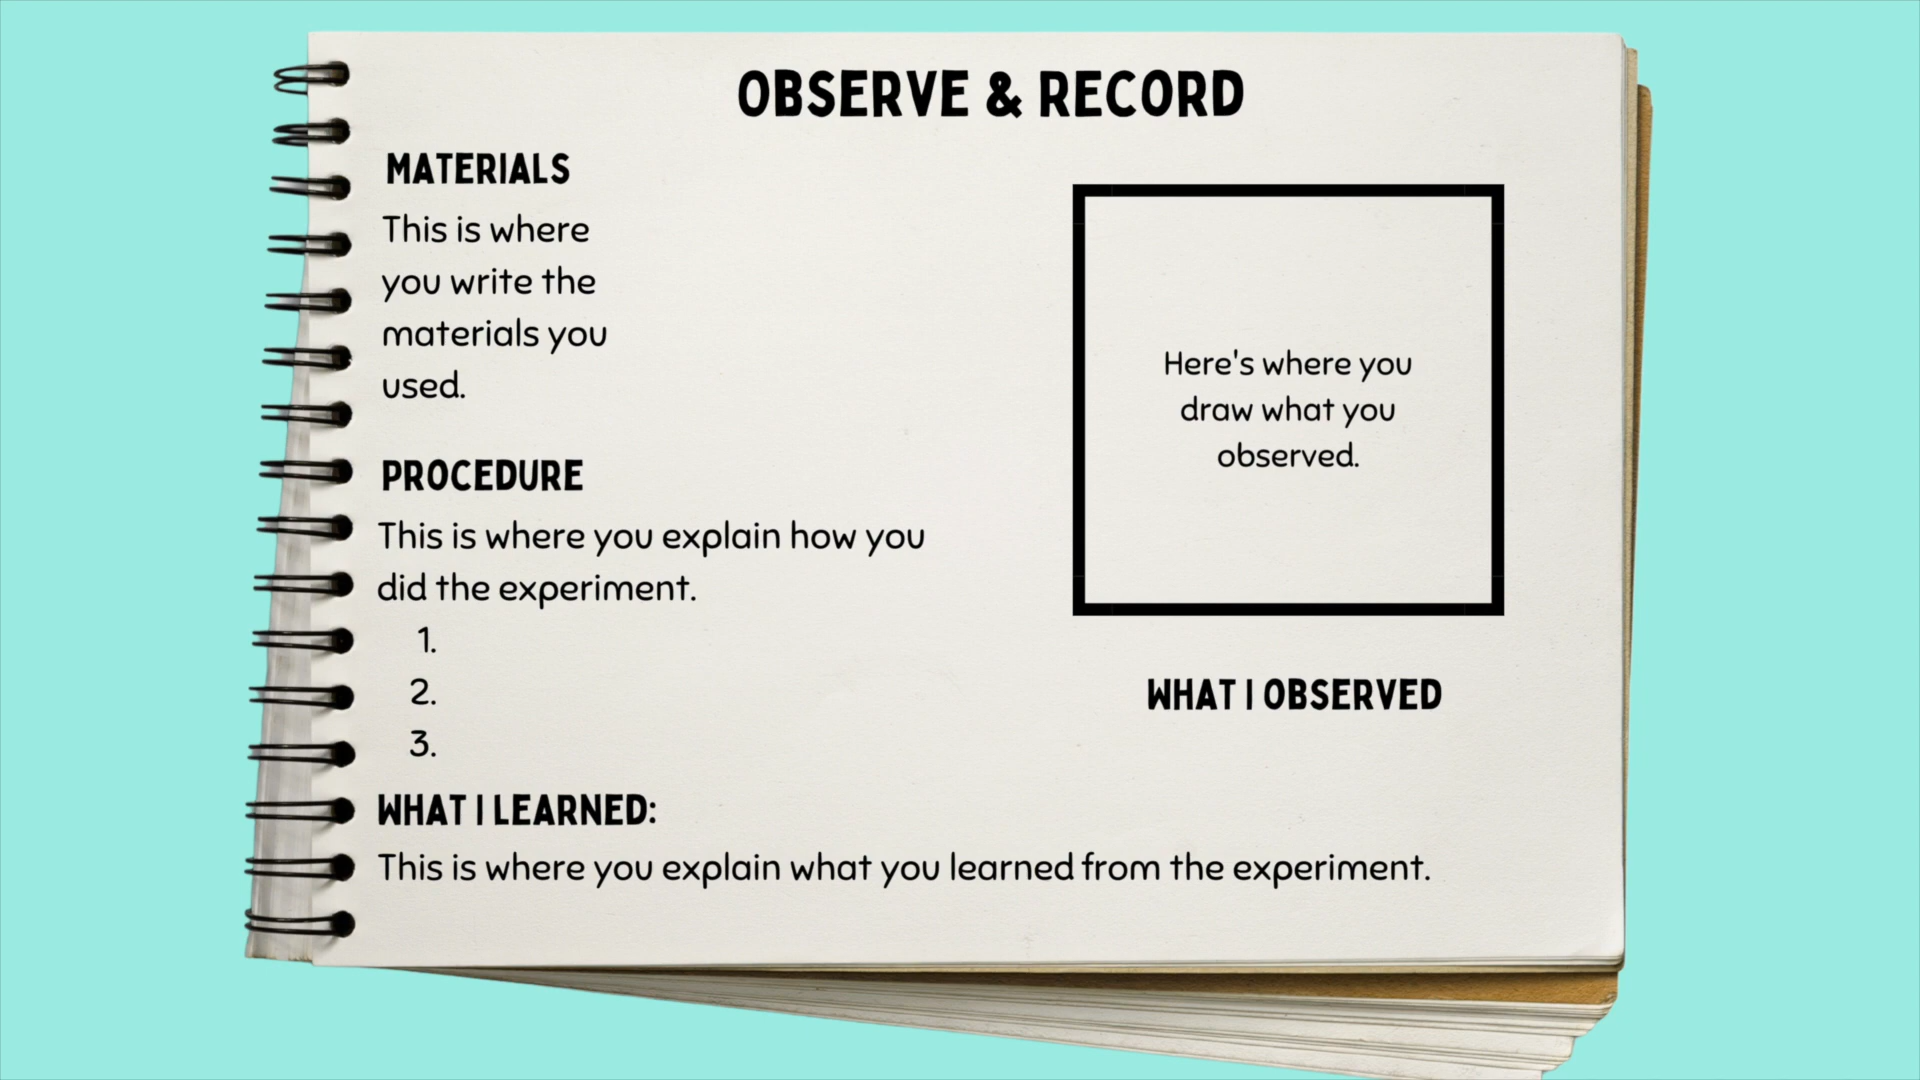 OBSERVE & RECORD
MATERIALS
This is where
you write the
materials you
used.
PROCEDURE
This is where you explain how you
did the experiment.
1.
2.
3.
WHAT I LEARNED:
This is where you explain what you learned from the experiment.
Here's where you
draw what you
observed.
WHAT I OBSERVED